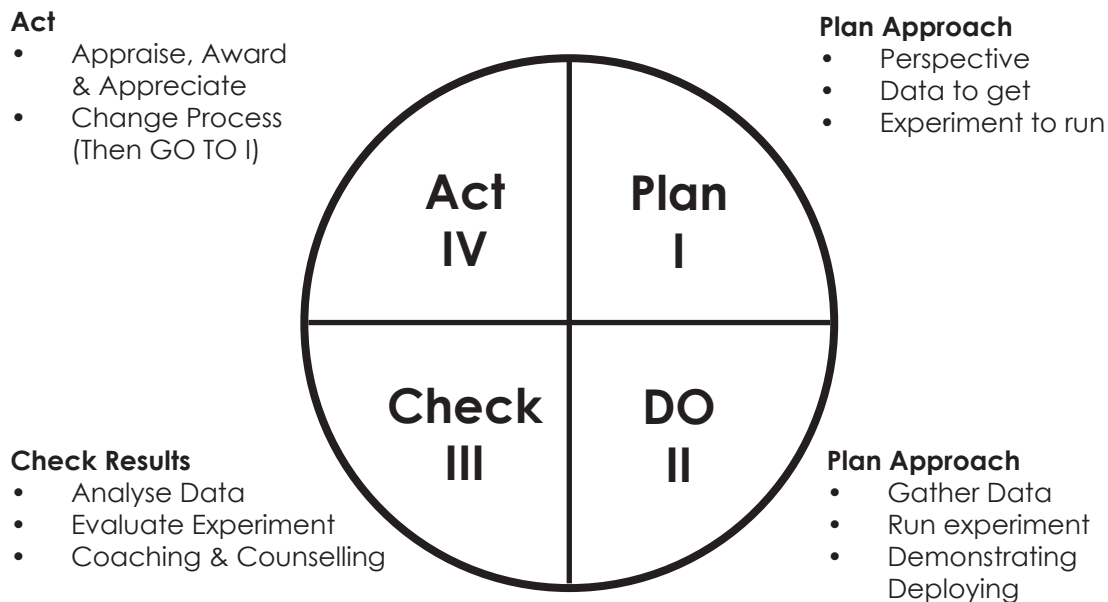 Act
• Appraise, Award
& Appreciate
• Change Process
(Then GO TO I)
Plan Approach
• Perspective
• Data to get
• Experiment to run
Act
IV
Plan
I
Check
III
DO
II
Check Results
• Analyse Data
• Evaluate Experiment
• Coaching & Counselling
Plan Approach
• Gather Data
• Run experiment
• Demonstrating
Deploying